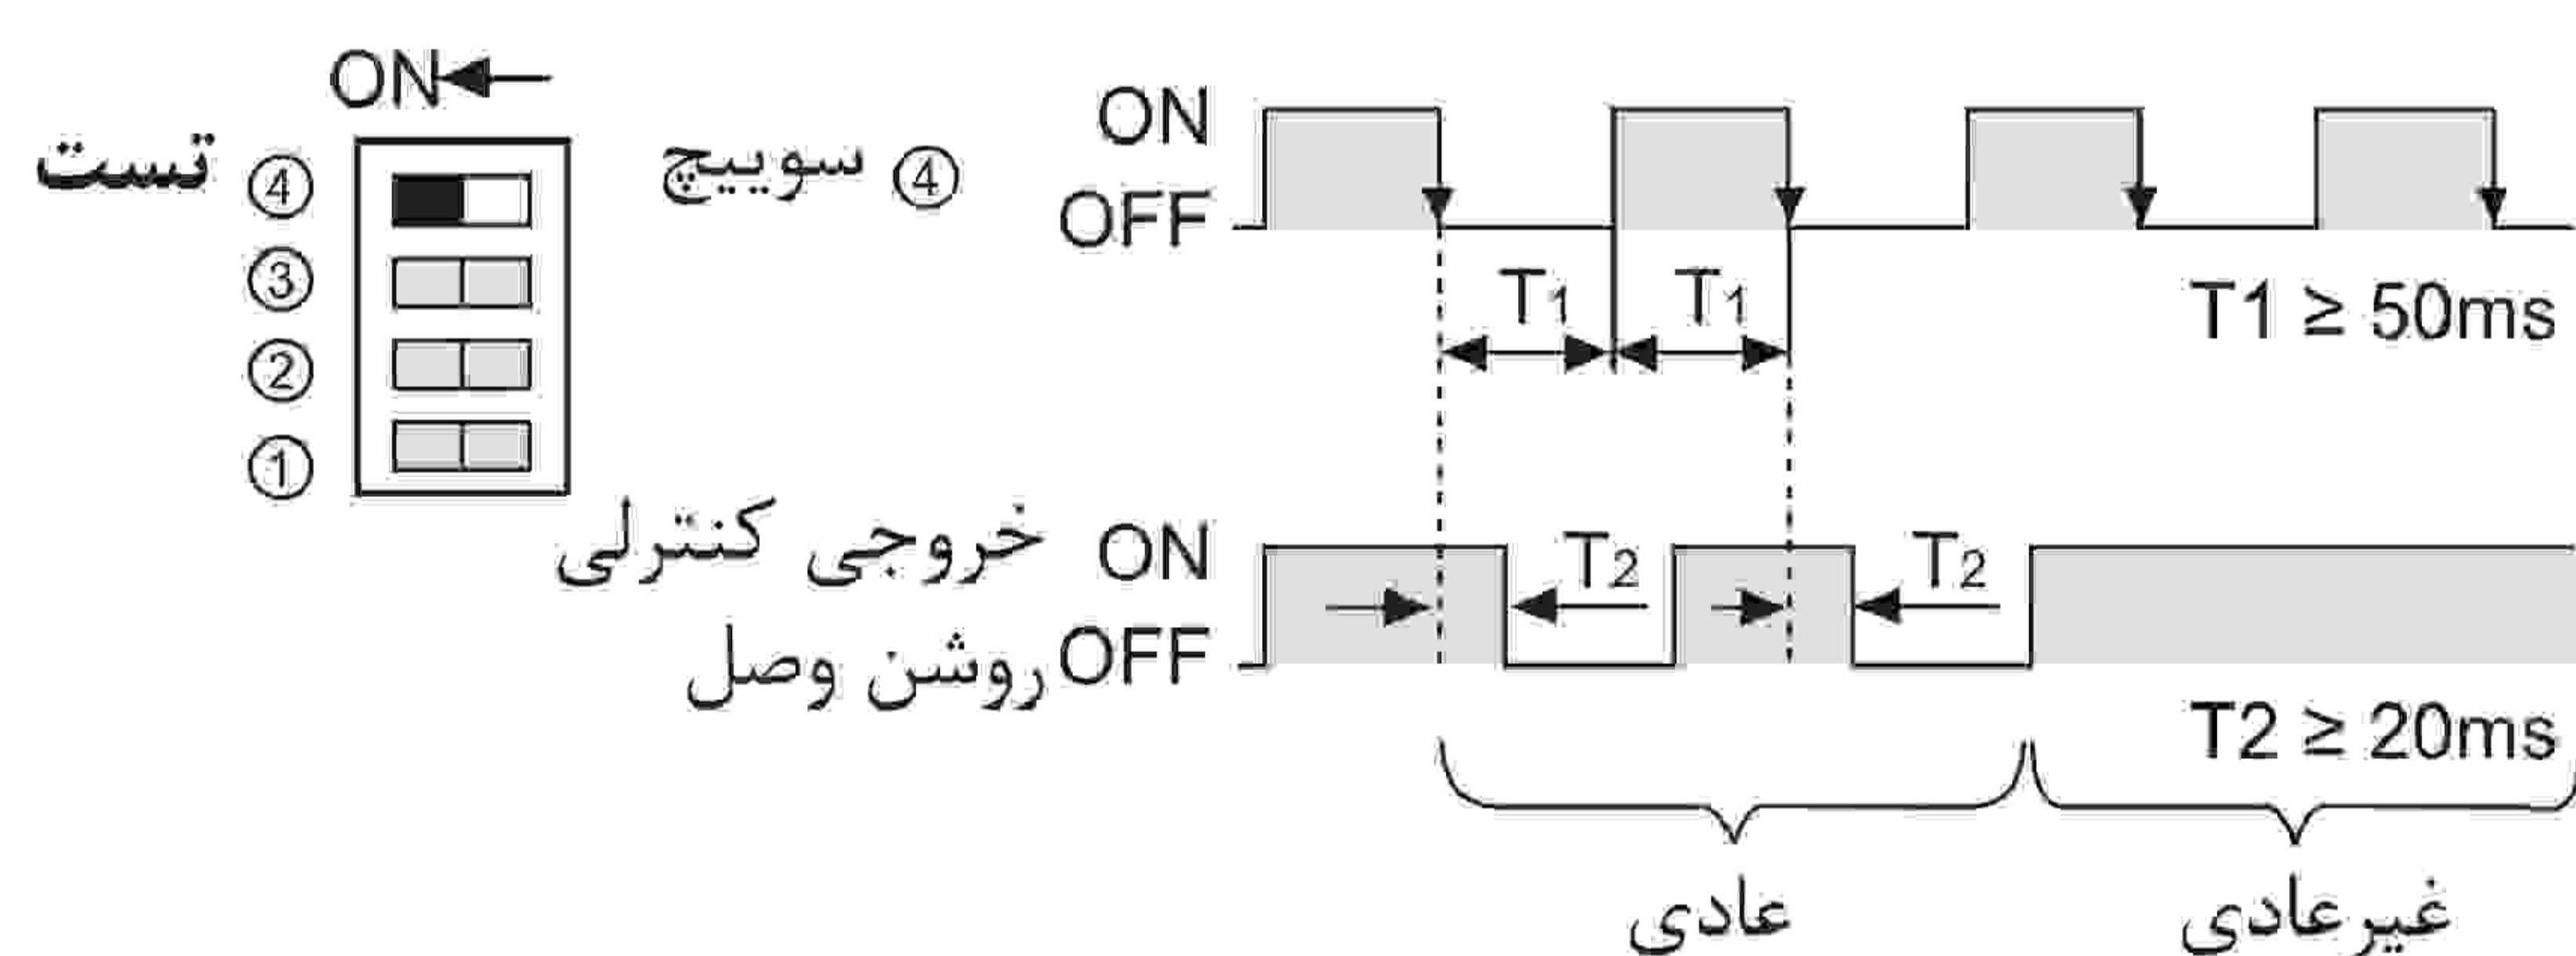 ON
تست ④
③
②
①
④ سوییچ
ON
OFF
T1 T1
T1 ≥ 50ms
خروجی کنترلی
روشن وصل
ON
OFF
T2 T2
T2 ≥ 20ms
عادی
غیرعادی